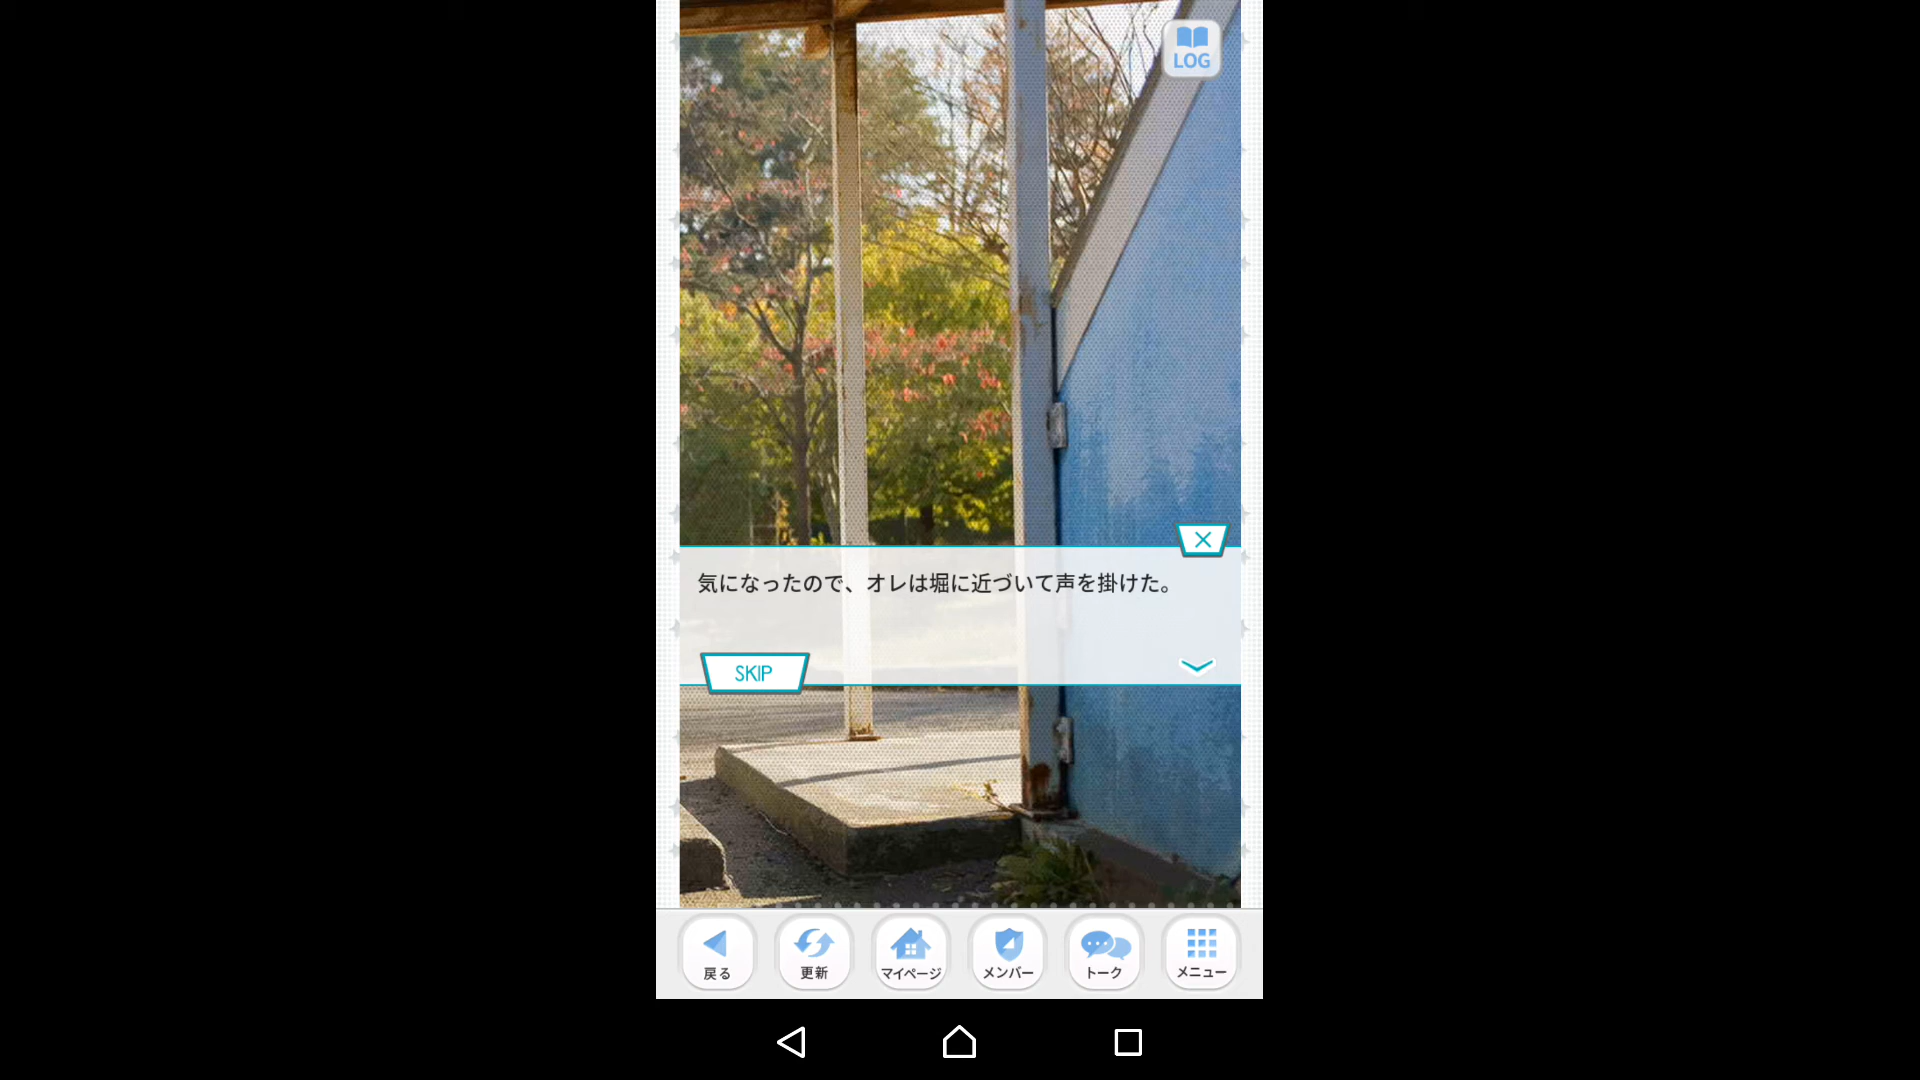 LOG
気になったので、オレは堀に近づいて声を掛けた。
SKIP
戻る
更新
マイページ
メンバー
トーク
メニュー